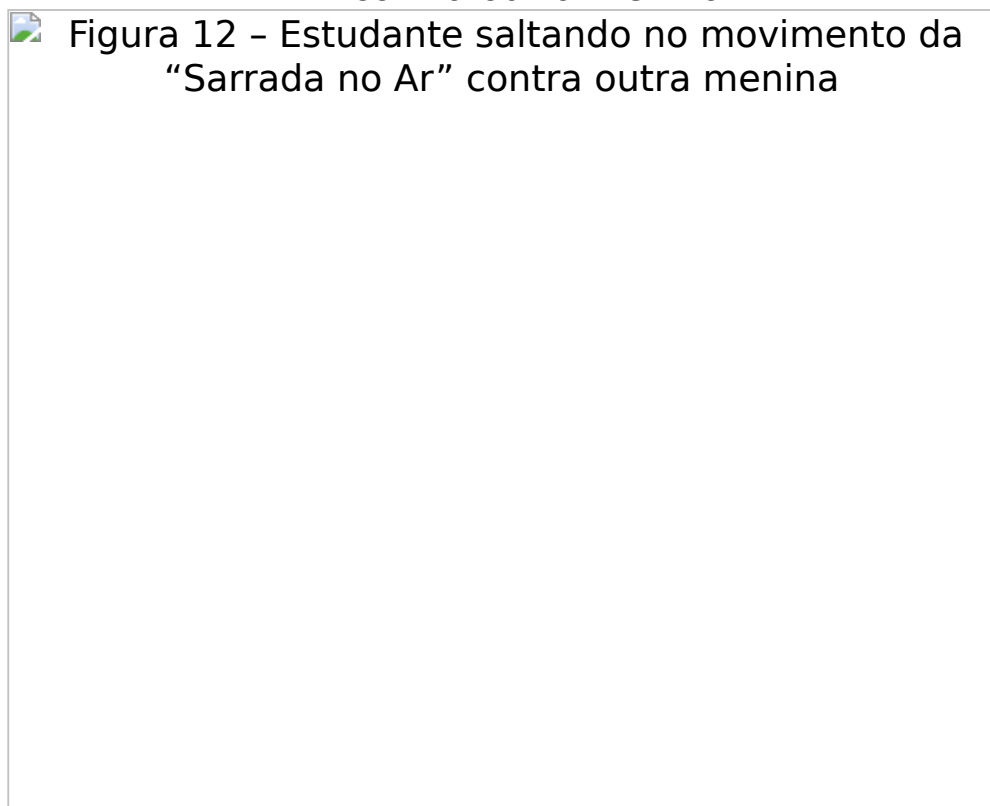 Figura 12 – Estudante saltando no movimento da
“Sarrada no Ar” contra outra menina